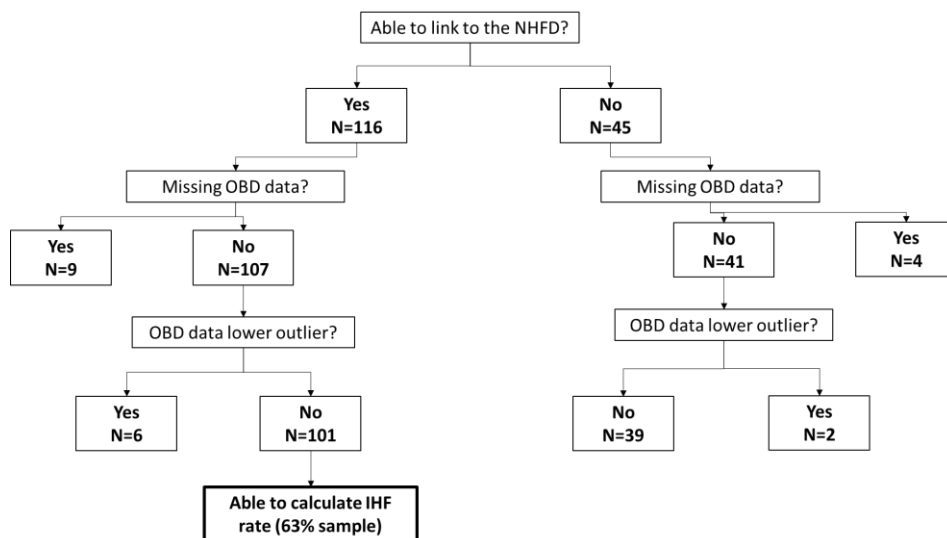 Able to link to the NHFD?
Yes
N=116
No
N=45
Missing OBD data?
Missing OBD data?
Yes
N=9
No
N=107
No
N=41
Yes
N=4
OBD data lower outlier?
OBD data lower outlier?
Yes
N=6
No
N=101
No
N=39
Yes
N=2
Able to calculate IHF
rate (63% sample)